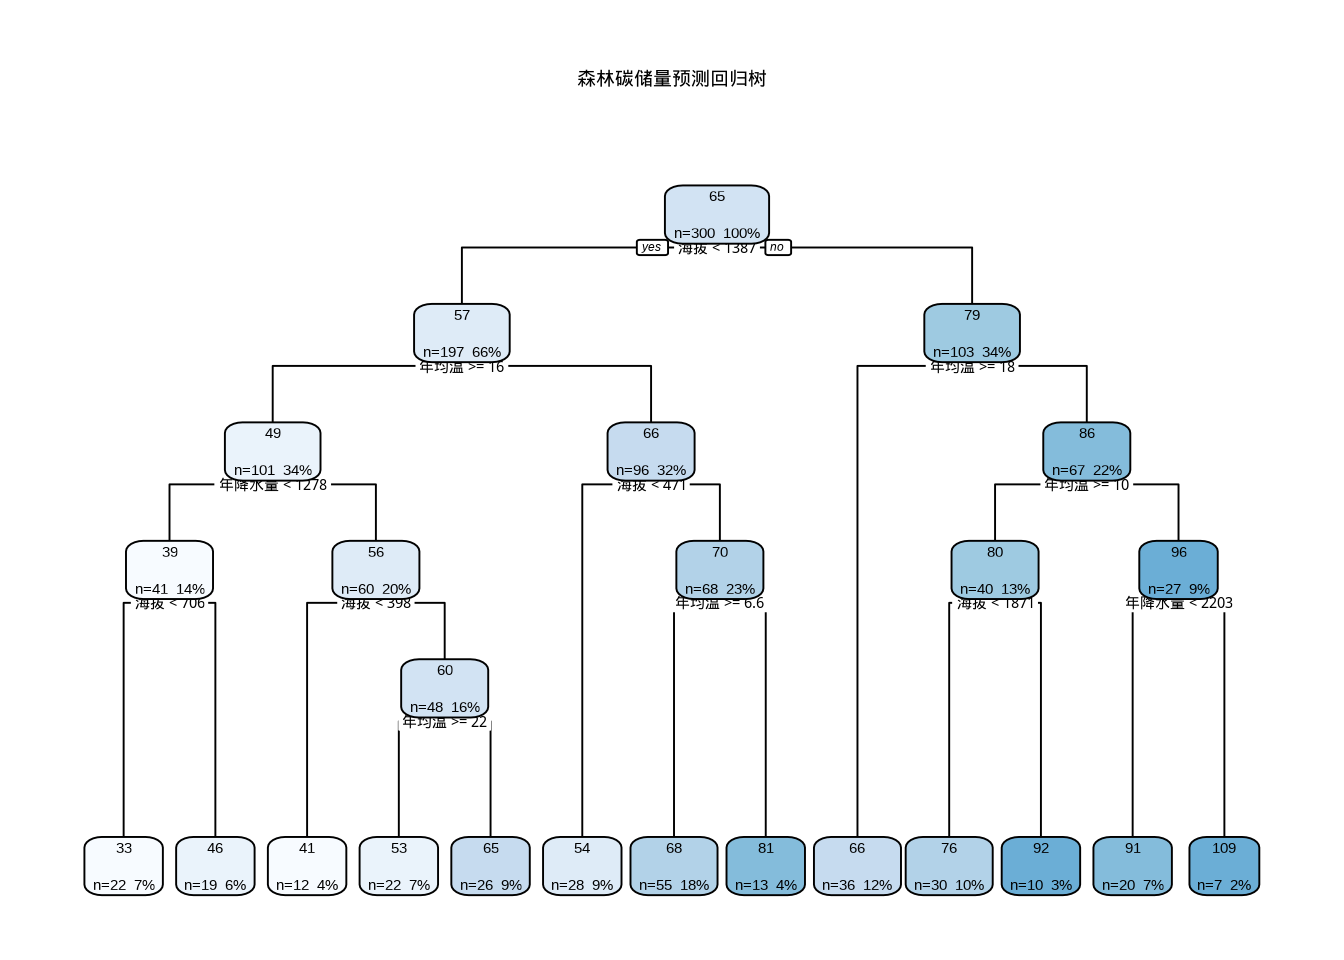 森林碳储量预测回归树
65
n=300 100%
yes
海拔 < 1387
no
57
n=197 66%
年均温 >= 16
79
n=103 34%
年均温 >= 18
49
n=101 34%
年降水量 < 1278
66
n=96 32%
海拔 < 471
86
n=67 22%
年均温 >= 10
39
n=41 14%
海拔 < 706
56
n=60 20%
海拔 < 398
70
n=68 23%
年均温 >= 6.6
80
n=40 13%
海拔 < 1871
96
n=27 9%
年降水量 < 2203
60
n=48 16%
年均温 >= 22
33
n=22 7%
46
n=19 6%
41
n=12 4%
53
n=22 7%
65
n=26 9%
54
n=28 9%
68
n=55 18%
81
n=13 4%
66
n=36 12%
76
n=30 10%
92
n=10 3%
91
n=20 7%
109
n=7 2%